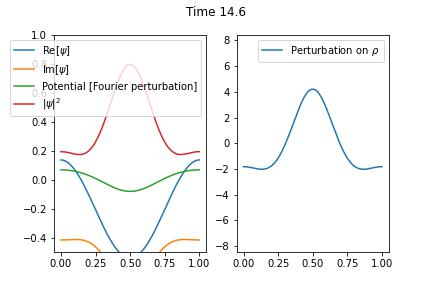 Time 14.6
Re[ψ]
Im[ψ]
Potential [Fourier perturbation]
|ψ|²
1.0
0.8
0.6
0.4
0.2
0.0
−0.2
−0.4
0.00 0.25 0.50 0.75 1.00
Perturbation on ρ
8
6
4
2
0
−2
−4
−6
−8
0.00 0.25 0.50 0.75 1.00